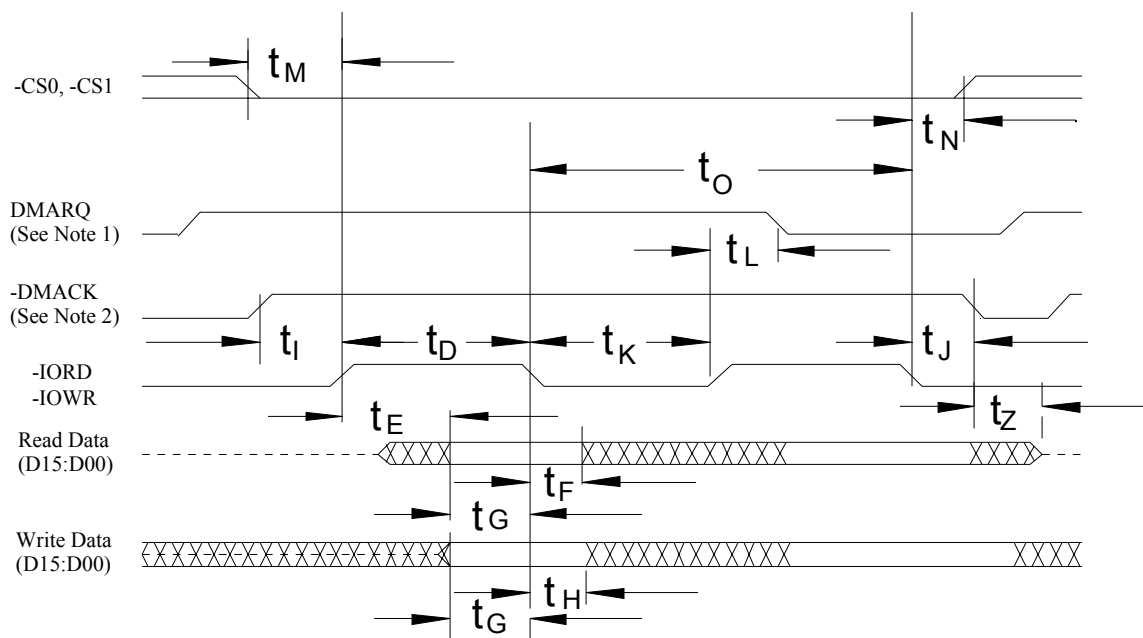 tM
-CS0, -CS1
tN
tO
DMARQ
(See Note 1)
tL
-DMACK
(See Note 2)
tI
tD
tK
tJ
-IORD
-IOWR
tE
tZ
Read Data
(D15:D00)
tF
tG
Write Data
(D15:D00)
tH
tG